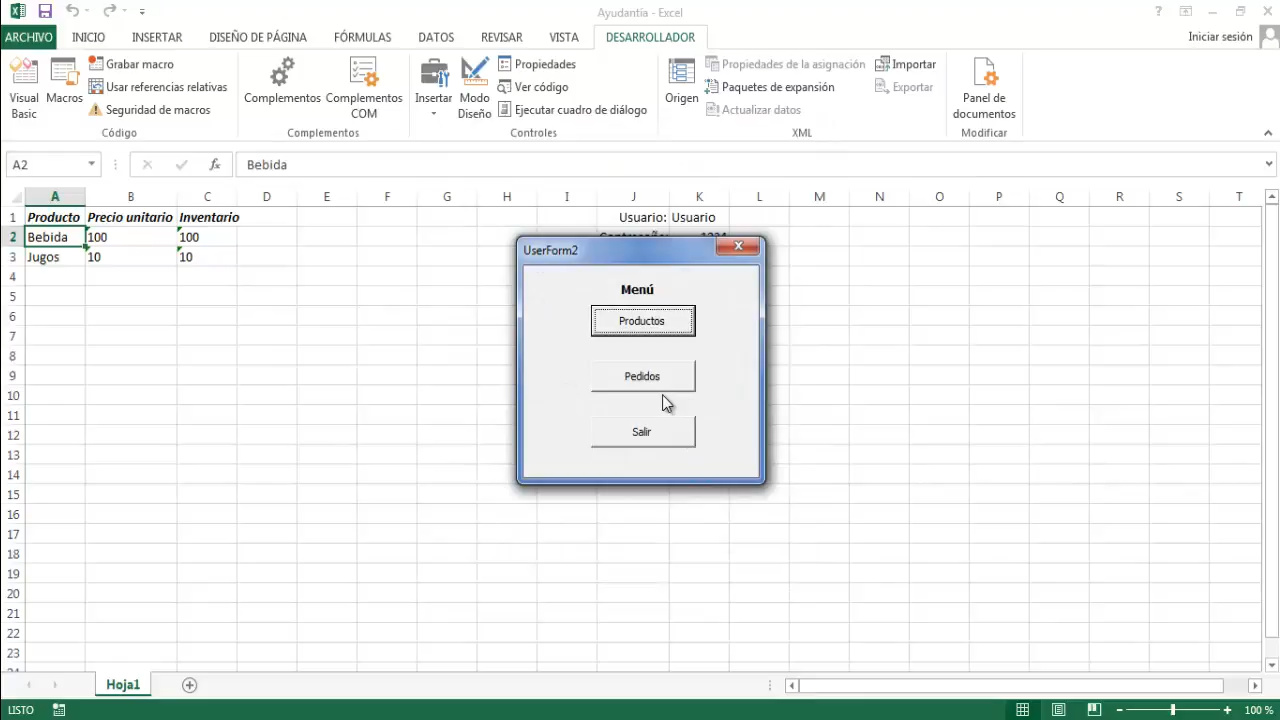 Ayudantía - Excel
ARCHIVO INICIO INSERTAR DISEÑO DE PÁGINA FÓRMULAS DATOS REVISAR VISTA DESARROLLADOR Iniciar sesión
Visual Basic
Macros
Grabar macro
Usar referencias relativas
Seguridad de macros
Código
Complementos
Complementos COM
Complementos
Insertar
Modo Diseño
Propiedades
Ver código
Ejecutar cuadro de diálogo
Controles
Origen
Propiedades de la asignación
Paquetes de expansión
Actualizar datos
Importar
Exportar
XML
Panel de documentos
Modificar
A2 fx Bebida
A B C D E F G H I J K L M N O P Q R S T
1 Producto Precio unitario Inventario Usuario: Usuario
2 Bebida 100 100 Contraseña: 1234
3 Jugos 10 10
4
5
6
7
8
9
10
11
12
13
14
15
16
17
18
19
20
21
22
23
UserForm2
Menú
Productos
Pedidos
Salir
Hoja1
LISTO 100 %